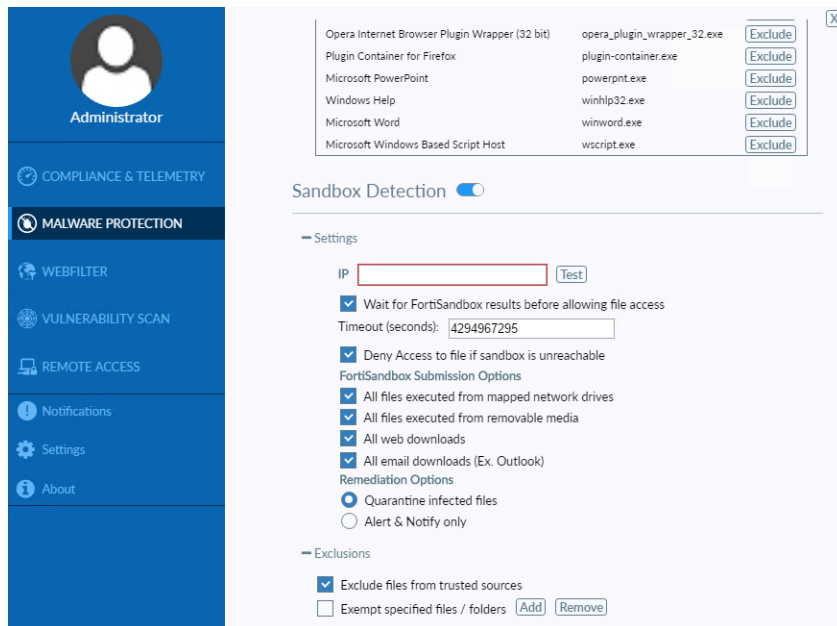 X
Administrator
COMPLIANCE & TELEMETRY
MALWARE PROTECTION
WEBFILTER
VULNERABILITY SCAN
REMOTE ACCESS
Notifications
Settings
About
Opera Internet Browser Plugin Wrapper (32 bit) opera_plugin_wrapper_32.exe Exclude
Plugin Container for Firefox plugin-container.exe Exclude
Microsoft PowerPoint powerpnt.exe Exclude
Windows Help winhlp32.exe Exclude
Microsoft Word winword.exe Exclude
Microsoft Windows Based Script Host wscript.exe Exclude
Sandbox Detection
Settings
IP Test
Wait for FortiSandbox results before allowing file access
Timeout (seconds): 4294967295
Deny Access to file if sandbox is unreachable
FortiSandbox Submission Options
All files executed from mapped network drives
All files executed from removable media
All web downloads
All email downloads (Ex. Outlook)
Remediation Options
Quarantine infected files
Alert & Notify only
Exclusions
Exclude files from trusted sources
Exempt specified files / folders Add Remove